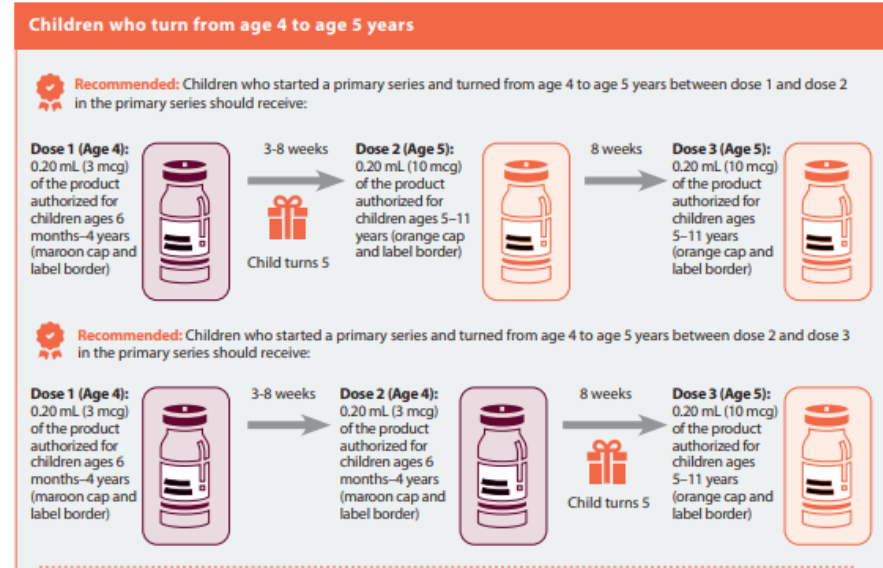 Children who turn from age 4 to age 5 years
Recommended: Children who started a primary series and turned from age 4 to age 5 years between dose 1 and dose 2
in the primary series should receive:
Dose 1 (Age 4):
0.20 mL (3 mcg)
of the product
authorized for
children ages 6
months–4 years
(maroon cap and
label border)
3-8 weeks
Child turns 5
Dose 2 (Age 5):
0.20 mL (10 mcg)
of the product
authorized for
children ages 5–11
years (orange cap
and label border)
8 weeks
Dose 3 (Age 5):
0.20 mL (10 mcg)
of the product
authorized for
children ages
5–11 years
(orange cap and
label border)
Recommended: Children who started a primary series and turned from age 4 to age 5 years between dose 2 and dose 3
in the primary series should receive:
Dose 1 (Age 4):
0.20 mL (3 mcg)
of the product
authorized for
children ages 6
months–4 years
(maroon cap and
label border)
3-8 weeks
Dose 2 (Age 4):
0.20 mL (3 mcg)
of the product
authorized for
children ages 6
months–4 years
(maroon cap and
label border)
8 weeks
Child turns 5
Dose 3 (Age 5):
0.20 mL (10 mcg)
of the product
authorized for
children ages
5–11 years
(orange cap and
label border)